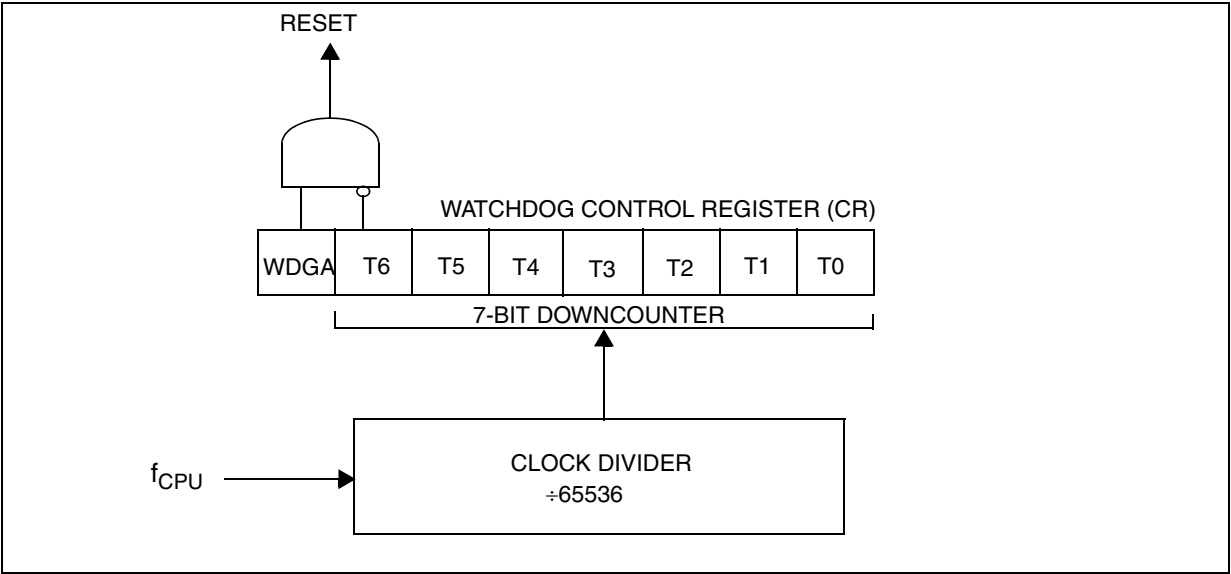 RESET
WATCHDOG CONTROL REGISTER (CR)
WDGA T6 T5 T4 T3 T2 T1 T0
7-BIT DOWNCOUNTER
fCPU
CLOCK DIVIDER
÷65536